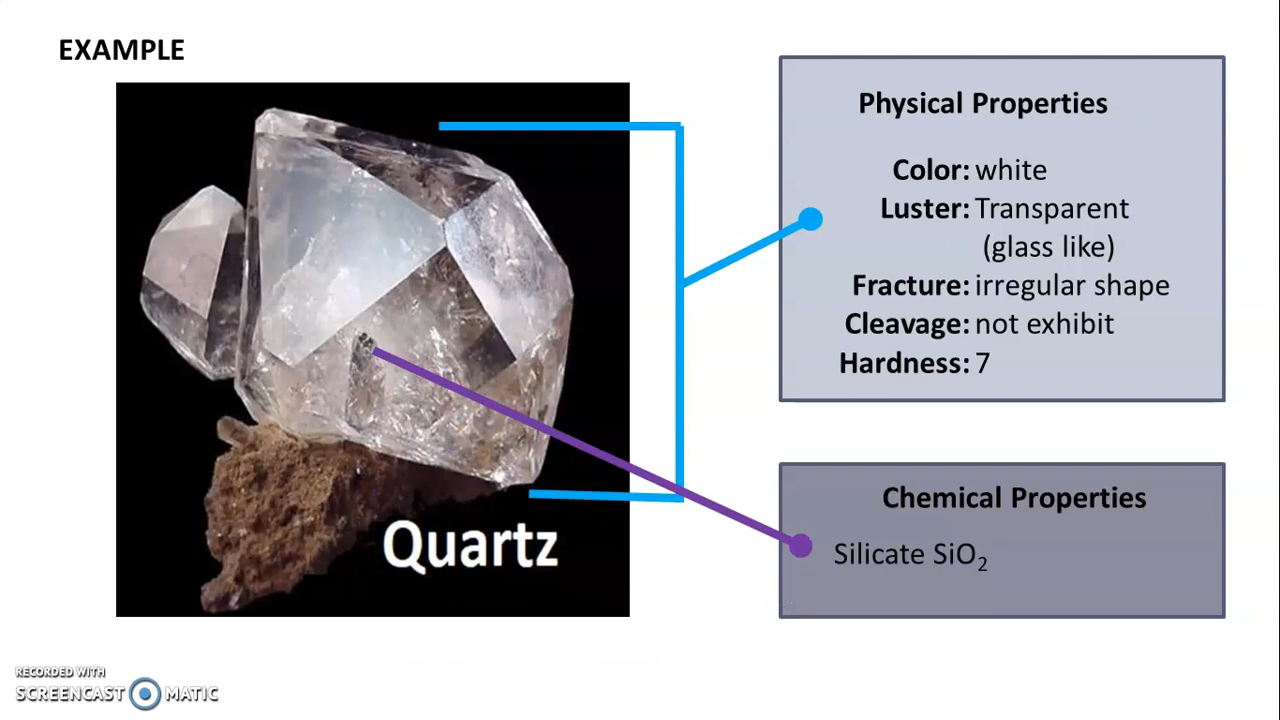 EXAMPLE
Quartz
Physical Properties
Color: white
Luster: Transparent
(glass like)
Fracture: irregular shape
Cleavage: not exhibit
Hardness: 7
Chemical Properties
Silicate SiO₂
RECORDED WITH
SCREENCAST MATIC